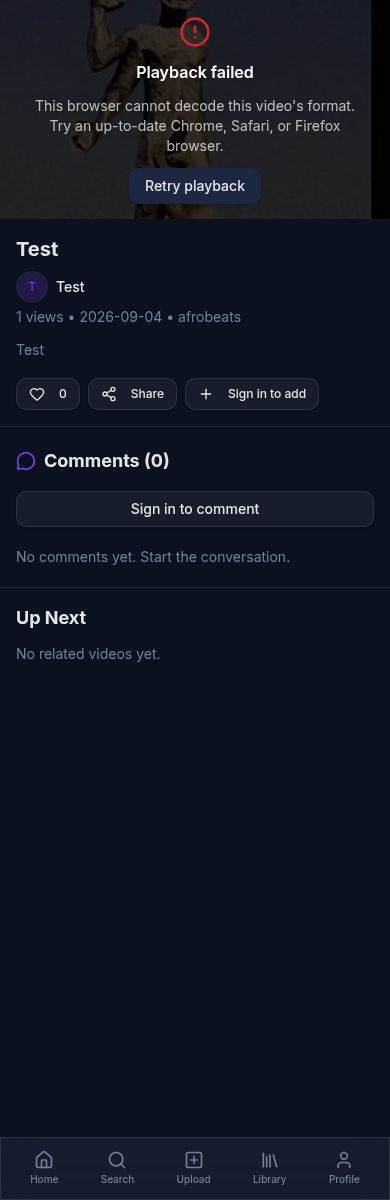 Playback failed
This browser cannot decode this video's format.
Try an up-to-date Chrome, Safari, or Firefox
browser.
Retry playback
Test
T Test
1 views • 2026-09-04 • afrobeats
Test
0 Share Sign in to add
Comments (0)
Sign in to comment
No comments yet. Start the conversation.
Up Next
No related videos yet.
Home Search Upload Library Profile